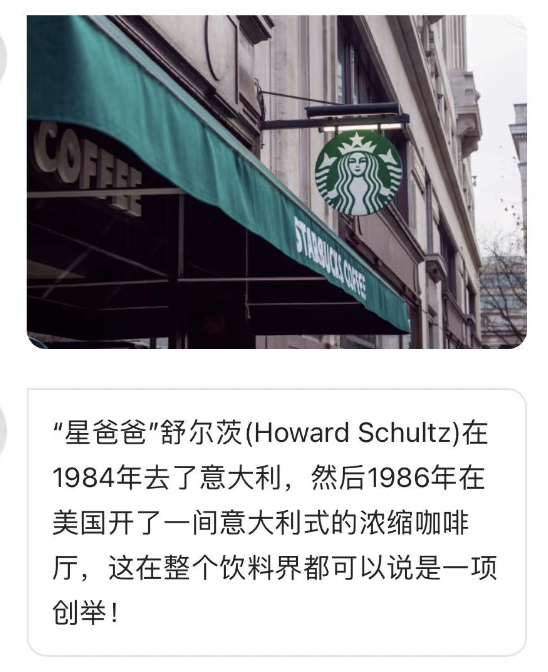 COFFEE
STARBUCKS COFFEE
“星爸爸”舒尔茨(Howard Schultz)在
1984年去了意大利，然后1986年在
美国开了一间意大利式的浓缩咖啡
厅，这在整个饮料界都可以说是一项
创举！